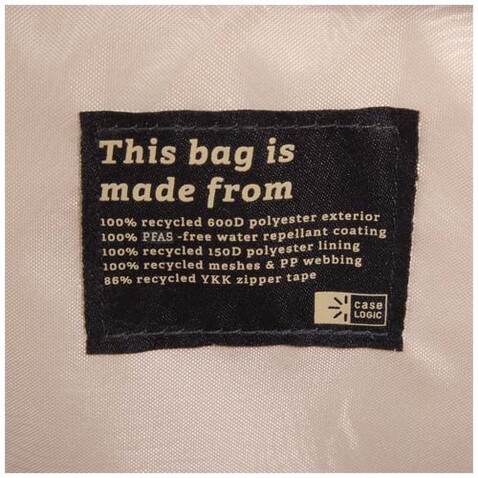 This bag is
made from
100% recycled 600D polyester exterior
100% PFAS -free water repellant coating
100% recycled 150D polyester lining
100% recycled meshes & PP webbing
86% recycled YKK zipper tape
case
LOGIC